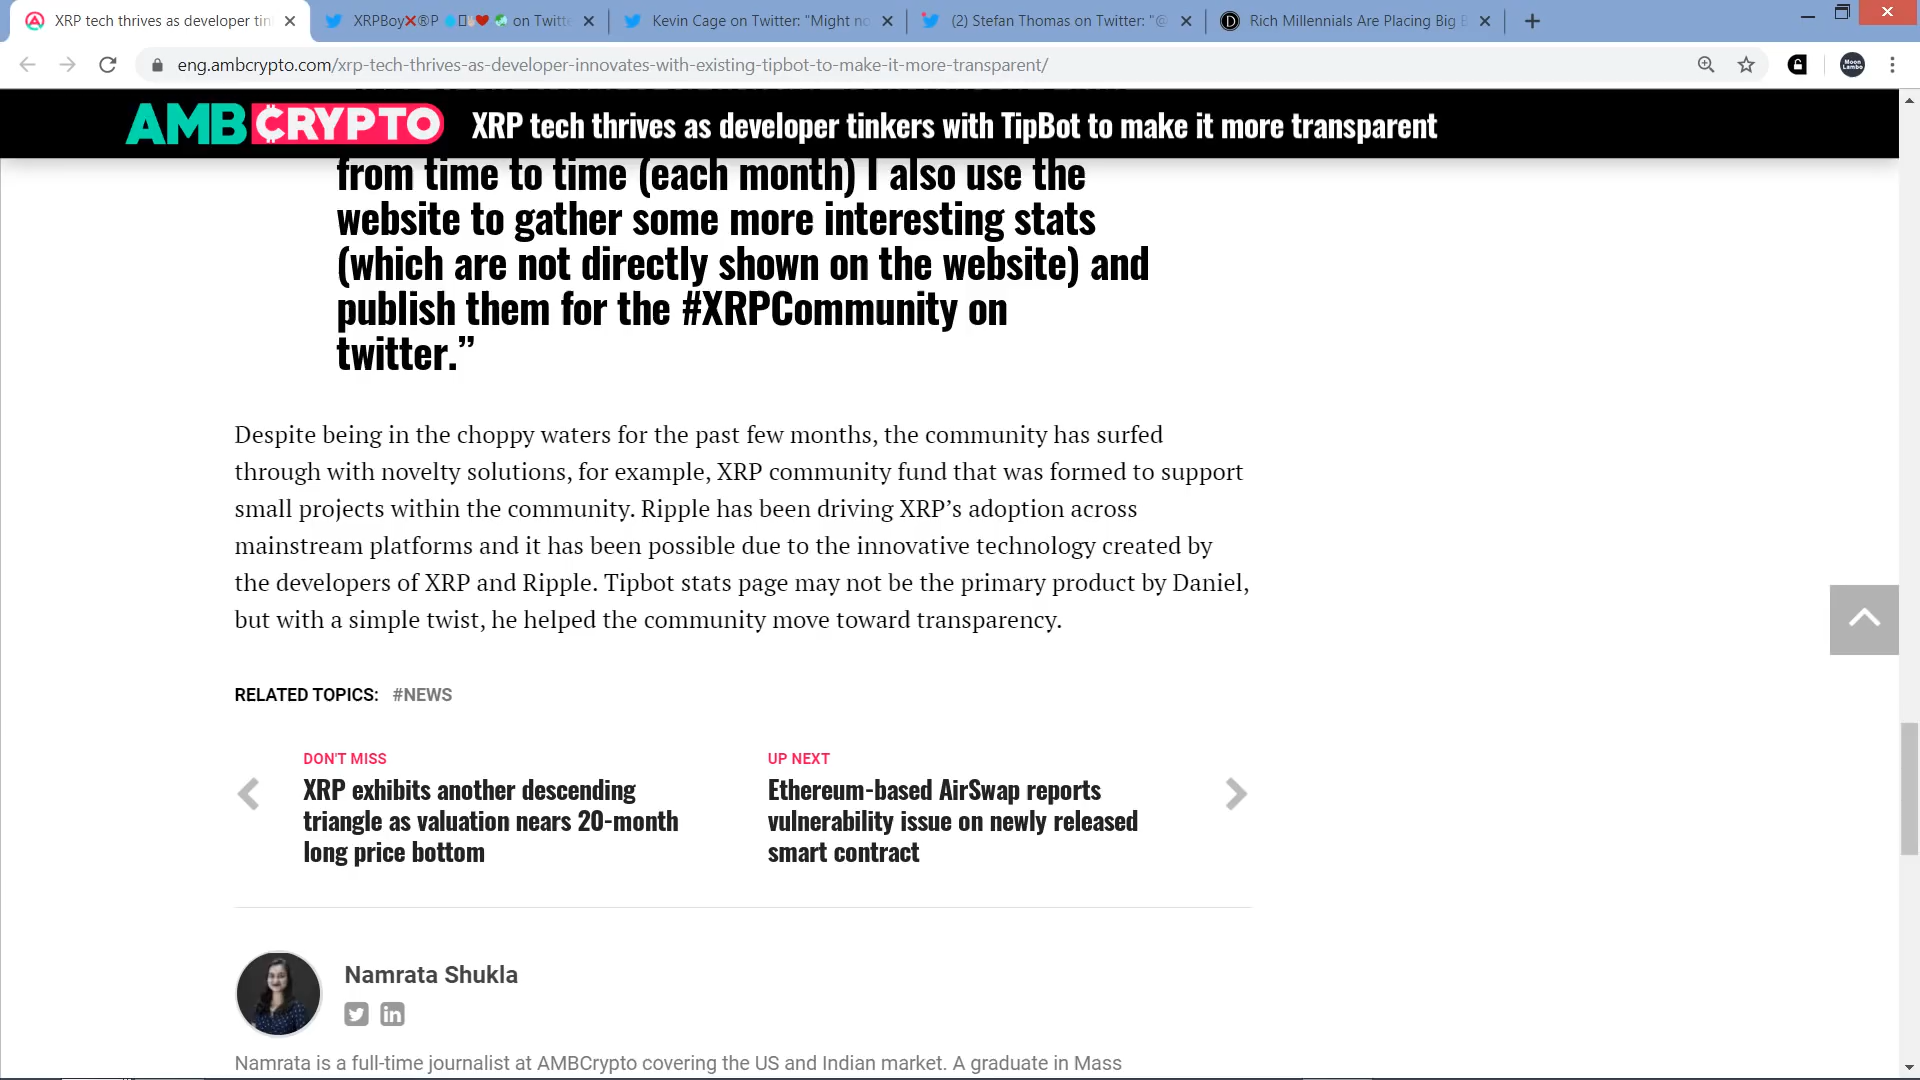 XRP tech thrives as developer tin
XRPBoy❌®P on Twitte
Kevin Cage on Twitter: "Might no
(2) Stefan Thomas on Twitter: "@
Rich Millennials Are Placing Big B
eng.ambcrypto.com/xrp-tech-thrives-as-developer-innovates-with-existing-tipbot-to-make-it-more-transparent/
Moon Lambo
AMBCRYPTO XRP tech thrives as developer tinkers with TipBot to make it more transparent
from time to time (each month) I also use the
website to gather some more interesting stats
(which are not directly shown on the website) and
publish them for the #XRPCommunity on
twitter.”
Despite being in the choppy waters for the past few months, the community has surfed
through with novelty solutions, for example, XRP community fund that was formed to support
small projects within the community. Ripple has been driving XRP’s adoption across
mainstream platforms and it has been possible due to the innovative technology created by
the developers of XRP and Ripple. Tipbot stats page may not be the primary product by Daniel,
but with a simple twist, he helped the community move toward transparency.
RELATED TOPICS: #NEWS
DON'T MISS
XRP exhibits another descending
triangle as valuation nears 20-month
long price bottom
UP NEXT
Ethereum-based AirSwap reports
vulnerability issue on newly released
smart contract
Namrata Shukla
Namrata is a full-time journalist at AMBCrypto covering the US and Indian market. A graduate in Mass